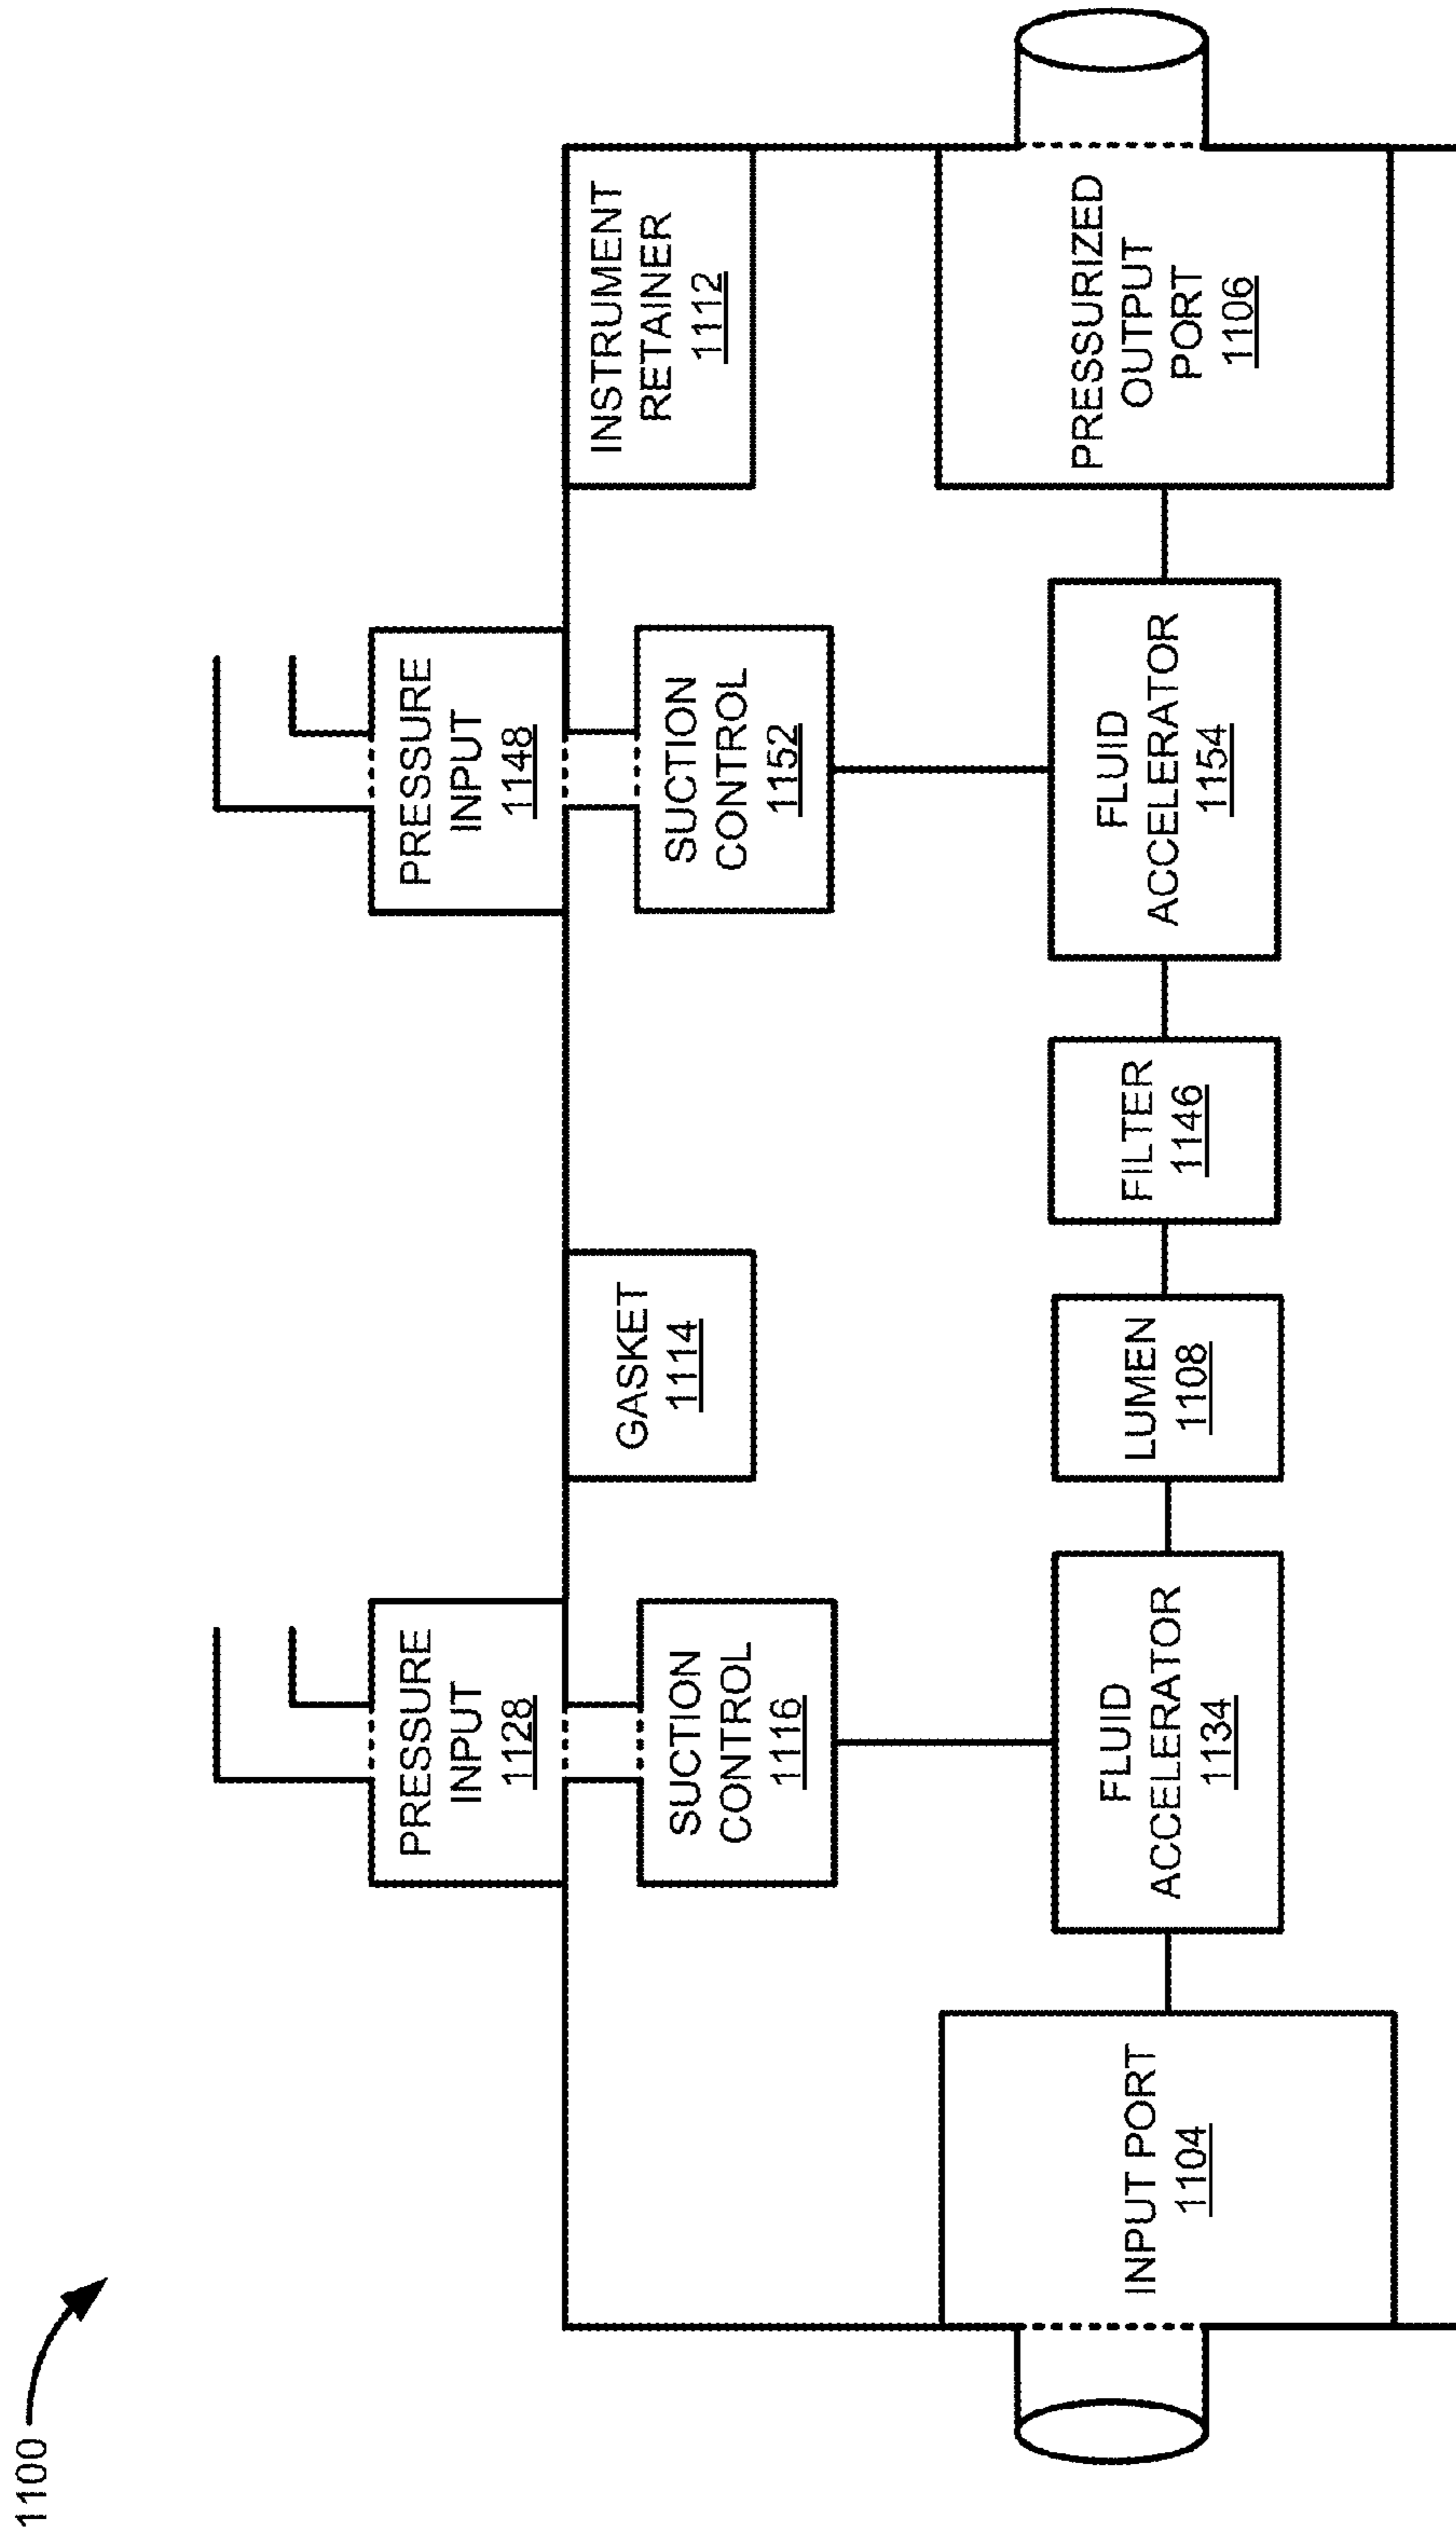 1100
PRESSURE
INPUT
1128
PRESSURE
INPUT
1148
SUCTION
CONTROL
1116
GASKET
1114
SUCTION
CONTROL
1152
INSTRUMENT
RETAINER
1112
INPUT PORT
1104
FLUID
ACCELERATOR
1134
LUMEN
1108
FILTER
1146
FLUID
ACCELERATOR
1154
PRESSURIZED
OUTPUT
PORT
1106